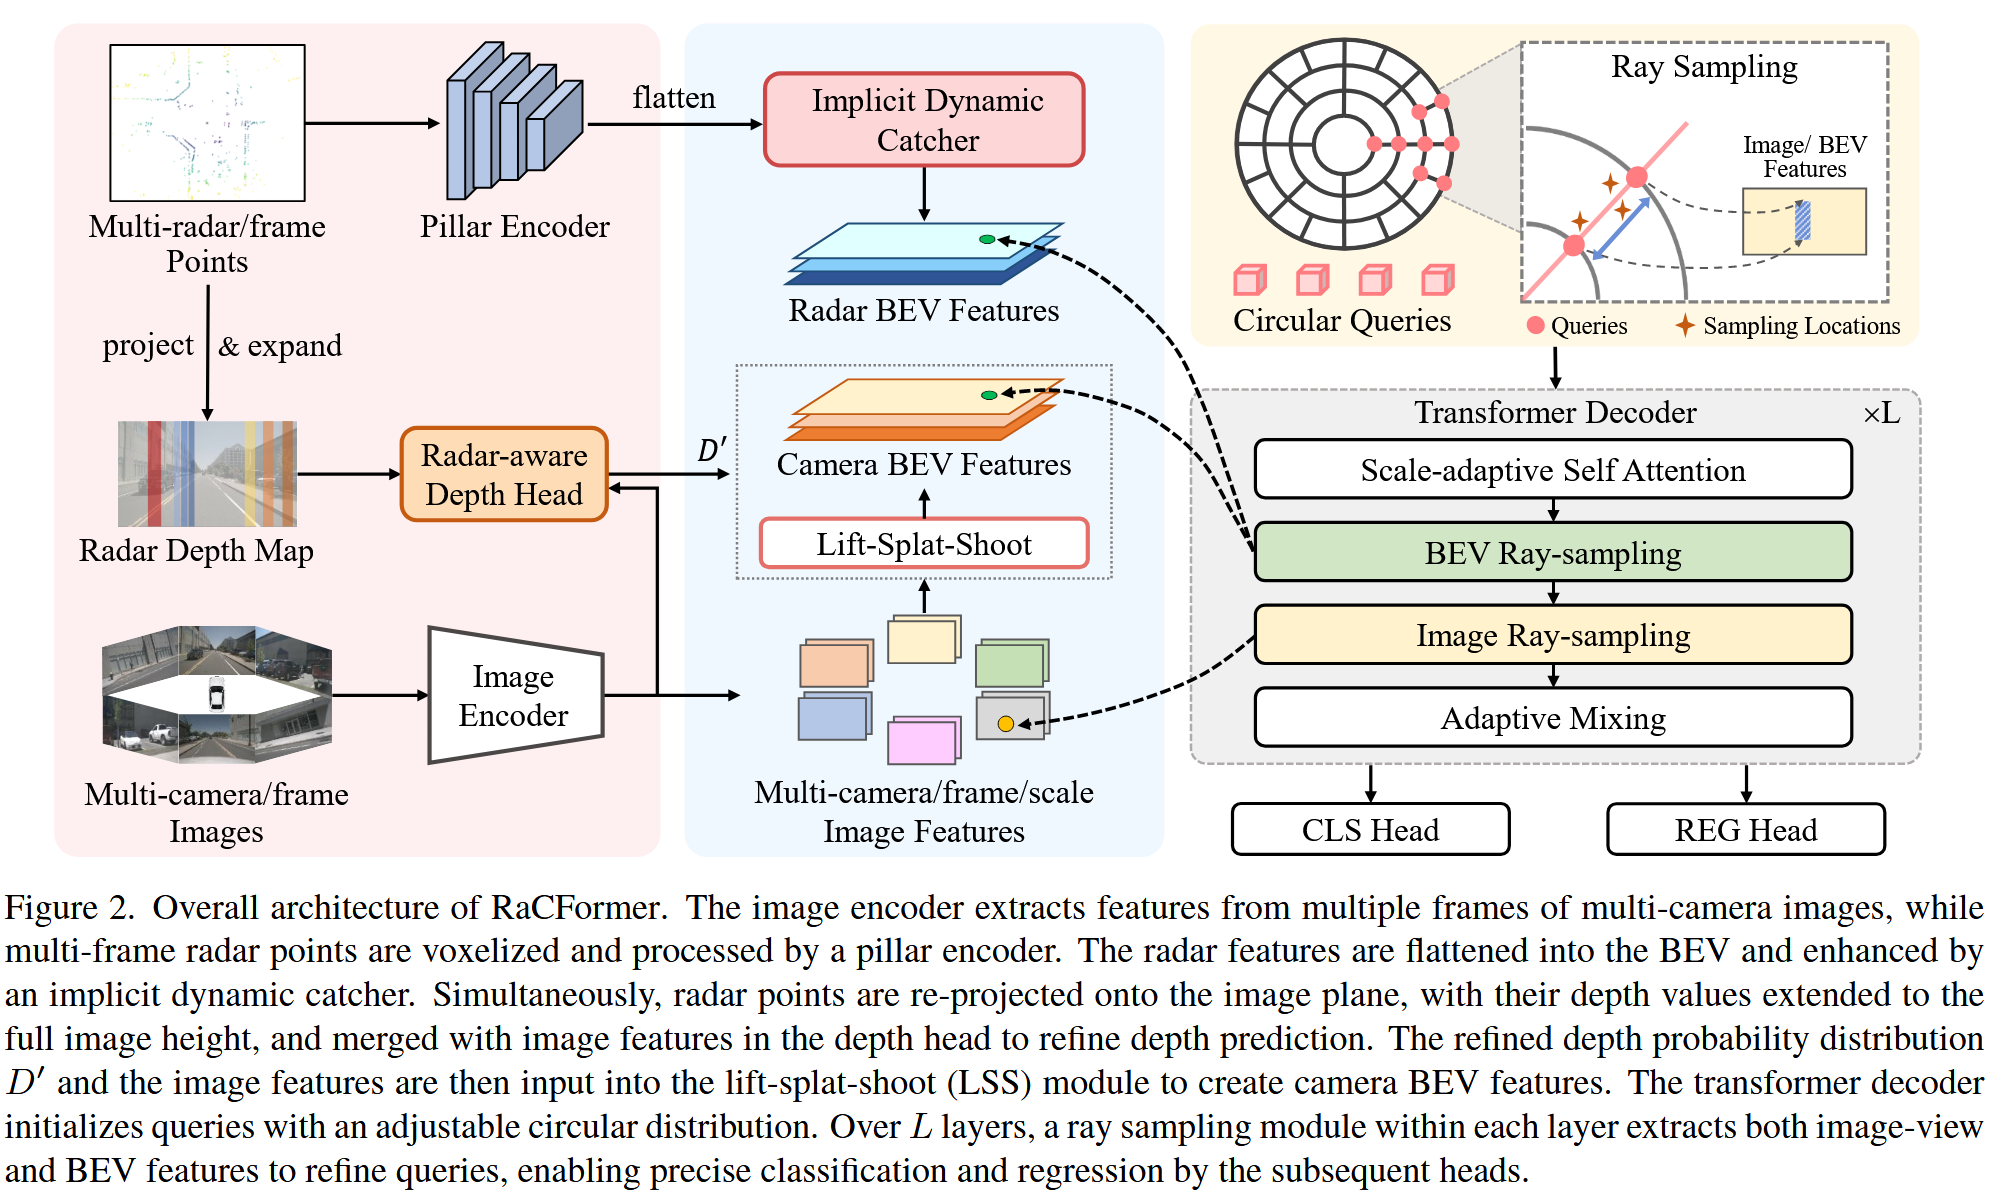 Multi-radar/frame
Points
Pillar Encoder
flatten
Implicit Dynamic
Catcher
Radar BEV Features
project & expand
Radar Depth Map
Radar-aware
Depth Head
D′
Camera BEV Features
Lift-Splat-Shoot
Multi-camera/frame
Images
Image
Encoder
Multi-camera/frame/scale
Image Features
Circular Queries
Ray Sampling
Image/ BEV
Features
Queries
Sampling Locations
Transformer Decoder
×L
Scale-adaptive Self Attention
BEV Ray-sampling
Image Ray-sampling
Adaptive Mixing
CLS Head
REG Head
Figure 2. Overall architecture of RaCFormer. The image encoder extracts features from multiple frames of multi-camera images, while
multi-frame radar points are voxelized and processed by a pillar encoder. The radar features are flattened into the BEV and enhanced by
an implicit dynamic catcher. Simultaneously, radar points are re-projected onto the image plane, with their depth values extended to the
full image height, and merged with image features in the depth head to refine depth prediction. The refined depth probability distribution
D′ and the image features are then input into the lift-splat-shoot (LSS) module to create camera BEV features. The transformer decoder
initializes queries with an adjustable circular distribution. Over L layers, a ray sampling module within each layer extracts both image-view
and BEV features to refine queries, enabling precise classification and regression by the subsequent heads.